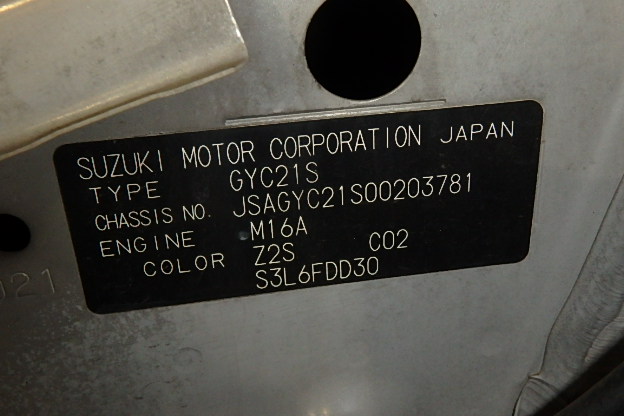 SUZUKI MOTOR CORPORATION JAPAN
TYPE GYC21S
CHASSIS NO. JSAGYC21S00203781
ENGINE M16A
COLOR Z2S C02
S3L6FDD30